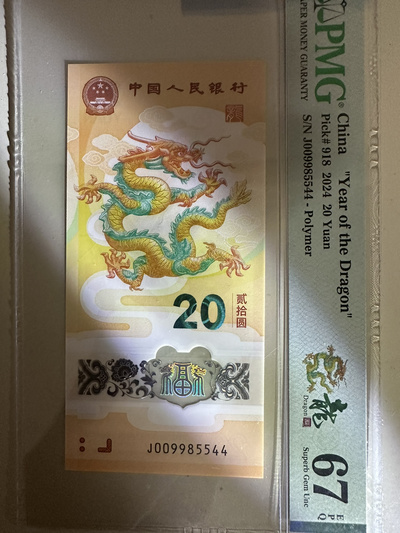 中国人民银行
20
贰拾圆
福
J009985544
PAPER MONEY GUARANTY
PMG
China "Year of the Dragon"
Pick# 918 2024 20 Yuan
S/N J009985544 - Polymer
龍
Dragon
67
EPQ
Superb Gem Unc